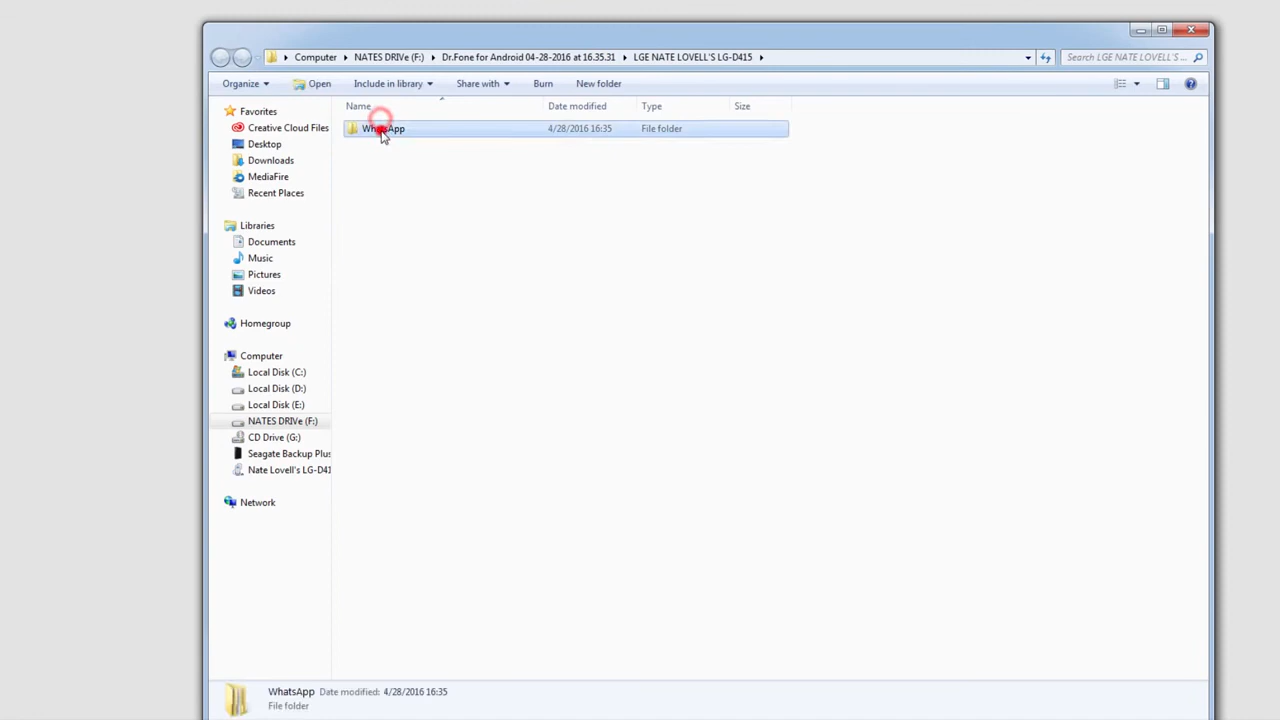 Computer NATES DRIVe (F:) Dr.Fone for Android 04-28-2016 at 16.35.31 LGE NATE LOVELL'S LG-D415 Search LGE NATE LOVELL'S LG-D415 ...
Organize Open Include in library Share with Burn New folder
Name Date modified Type Size
WhatsApp 4/28/2016 16:35 File folder
Favorites
Creative Cloud Files
Desktop
Downloads
MediaFire
Recent Places
Libraries
Documents
Music
Pictures
Videos
Homegroup
Computer
Local Disk (C:)
Local Disk (D:)
Local Disk (E:)
NATES DRIVe (F:)
CD Drive (G:)
Seagate Backup Plus
Nate Lovell's LG-D41
Network
WhatsApp Date modified: 4/28/2016 16:35
File folder